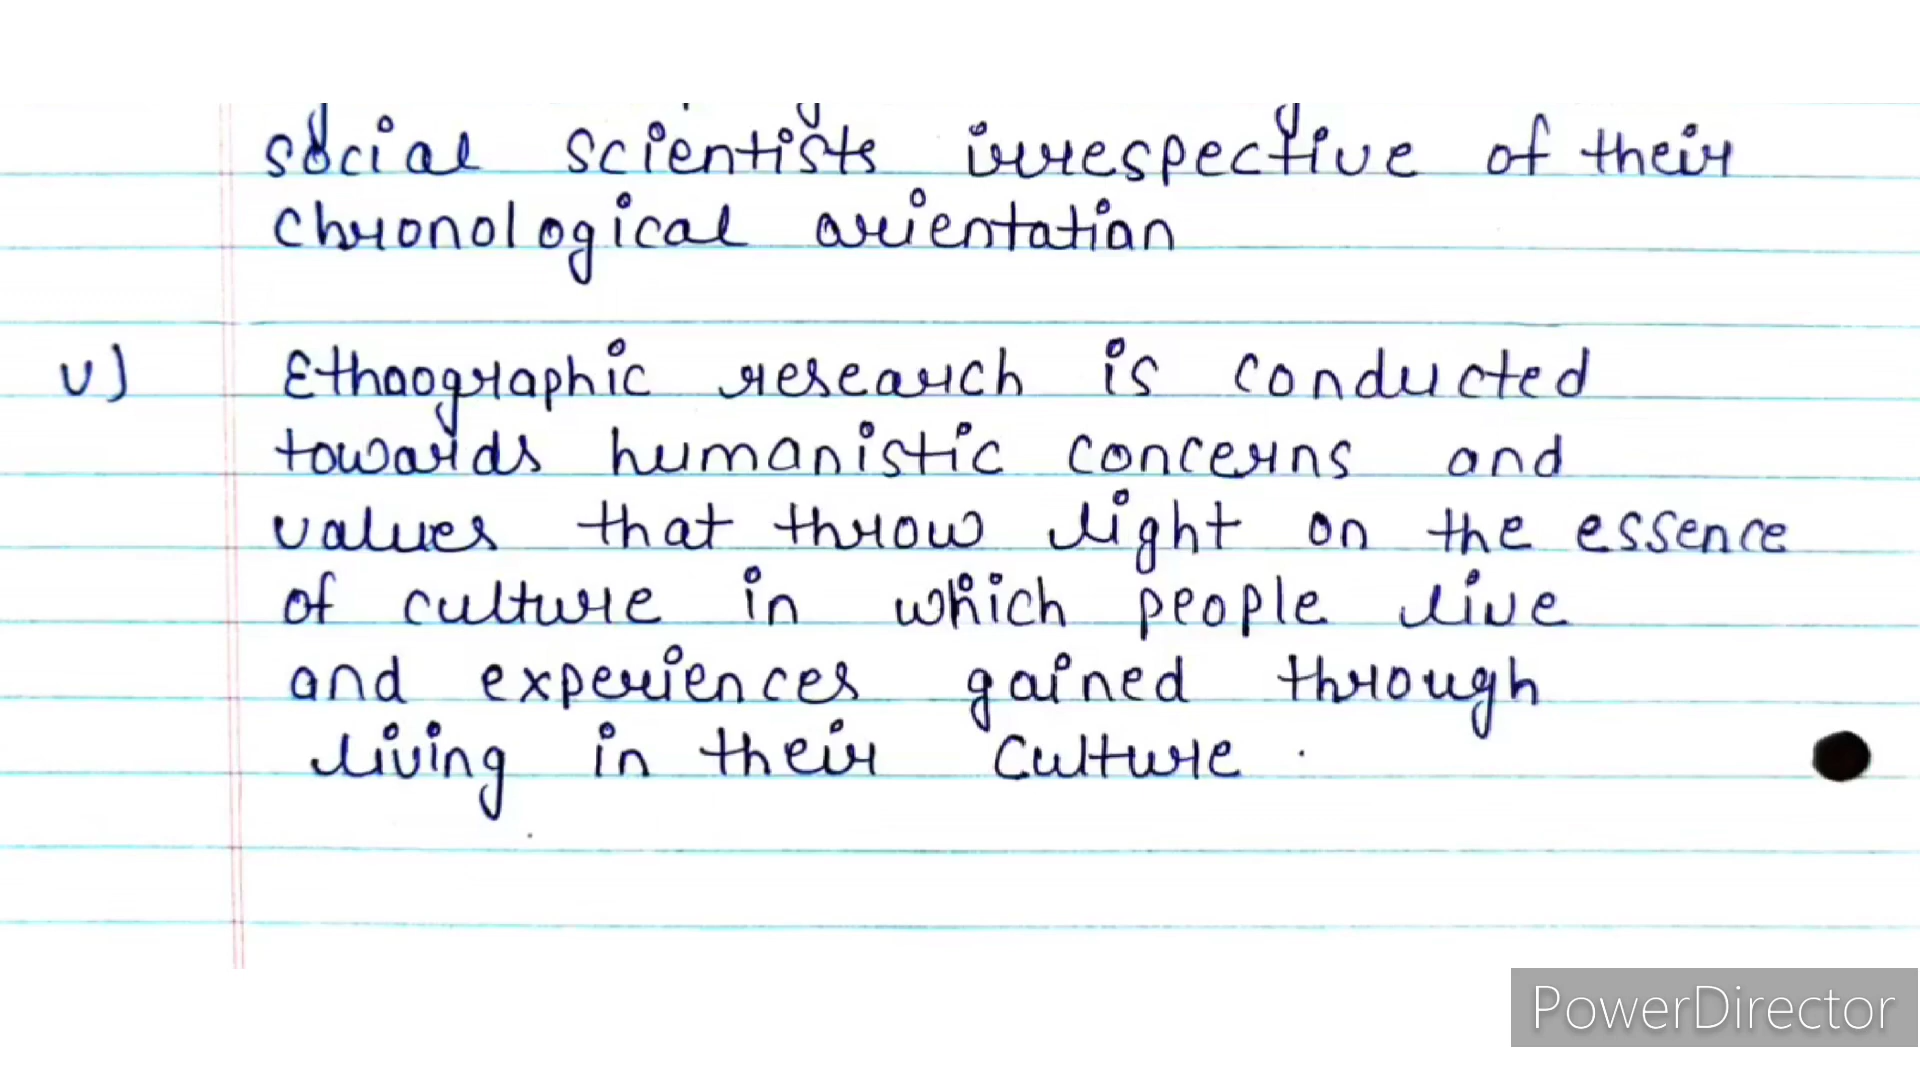 social scientists irrespective of their
chronological orientation
v) Ethnographic research is conducted
towards humanistic concerns and
values that throw light on the essence
of culture in which people live
and experiences gained through
living in their culture.
PowerDirector